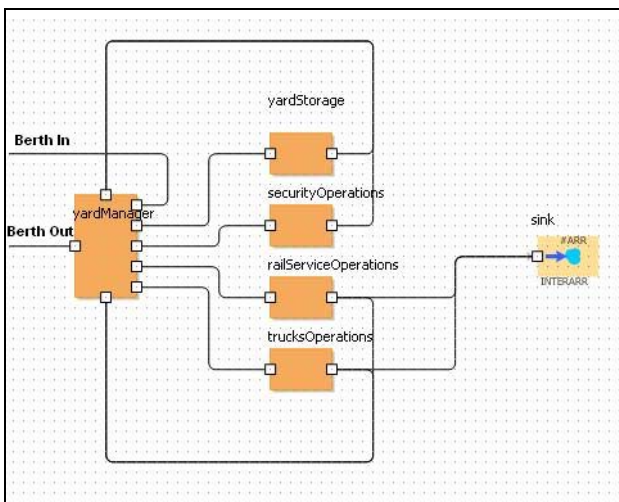 yardStorage
Berth In
securityOperations
yardManager
sink
Berth Out
#ARR
railServiceOperations
INTERARR
trucksOperations